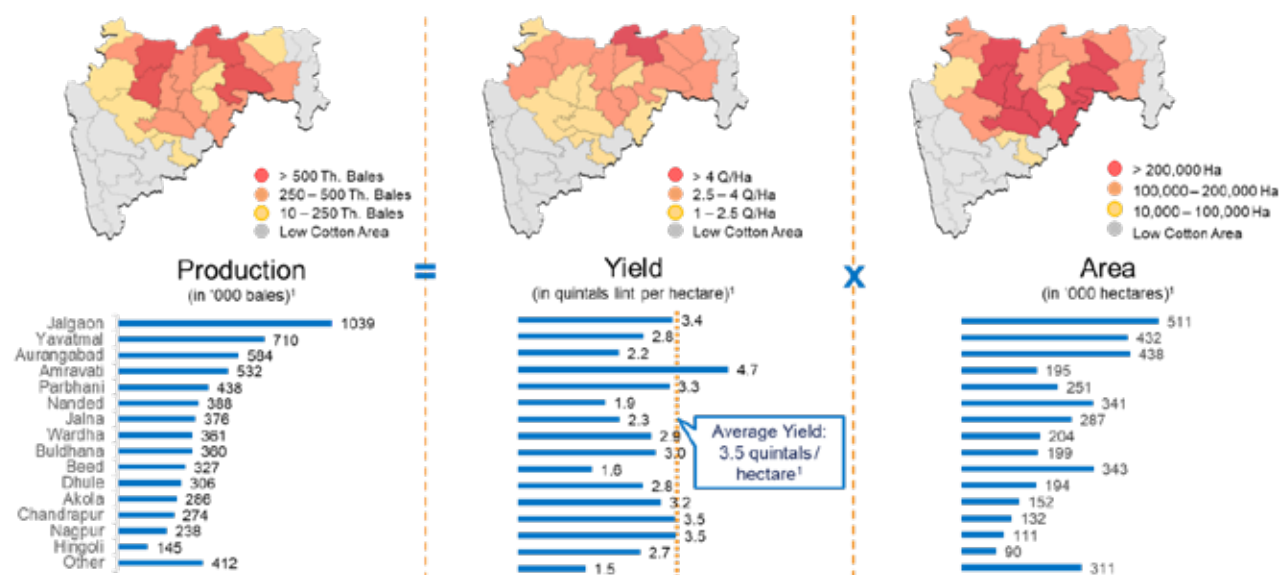 > 500 Th. Bales
250 – 500 Th. Bales
10 – 250 Th. Bales
Low Cotton Area
> 4 Q/Ha
2.5 – 4 Q/Ha
1 – 2.5 Q/Ha
Low Cotton Area
> 200,000 Ha
100,000 – 200,000 Ha
10,000 – 100,000 Ha
Low Cotton Area
Production
(in '000 bales)¹
=
Yield
(in quintals lint per hectare)¹
x
Area
(in '000 hectares)¹
Jalgaon 1039 3.4 511
Yavatmal 710 2.8 432
Aurangabad 584 2.2 438
Amravati 532 4.7 195
Parbhani 438 3.3 251
Nanded 388 1.9 341
Jalna 376 2.3 287
Wardha 361 2.9 204
Buldhana 360 3.0 199
Beed 327 1.6 343
Dhule 306 2.8 194
Akola 286 3.2 152
Chandrapur 274 3.5 132
Nagpur 238 3.5 111
Hingoli 145 2.7 90
Other 412 1.5 311
Average Yield:
3.5 quintals /
hectare¹